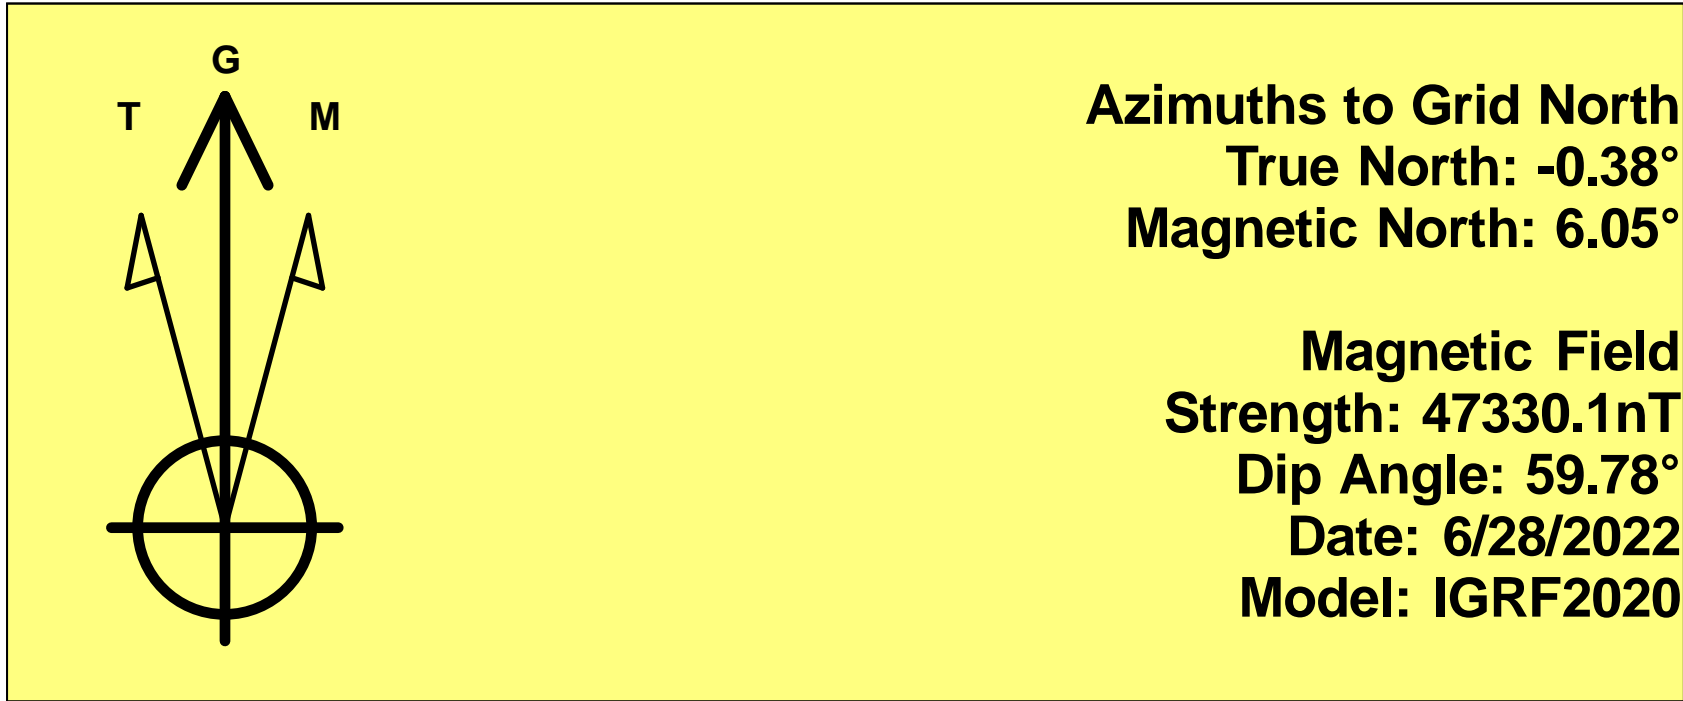 G
T M
Azimuths to Grid North
True North: -0.38°
Magnetic North: 6.05°
Magnetic Field
Strength: 47330.1nT
Dip Angle: 59.78°
Date: 6/28/2022
Model: IGRF2020